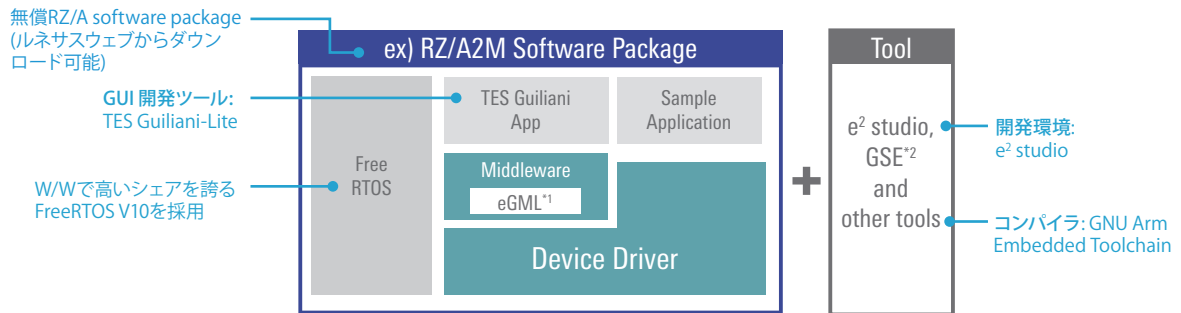 無償RZ/A software package
(ルネサスウェブからダウン
ロード可能)
GUI 開発ツール:
TES Guiliani-Lite
W/Wで高いシェアを誇る
FreeRTOS V10を採用
ex) RZ/A2M Software Package
Free
RTOS
TES Guiliani
App
Sample
Application
Middleware
eGML*1
Device Driver
+
Tool
e2 studio,
GSE*2
and
other tools
開発環境:
e2 studio
コンパイラ: GNU Arm
Embedded Toolchain